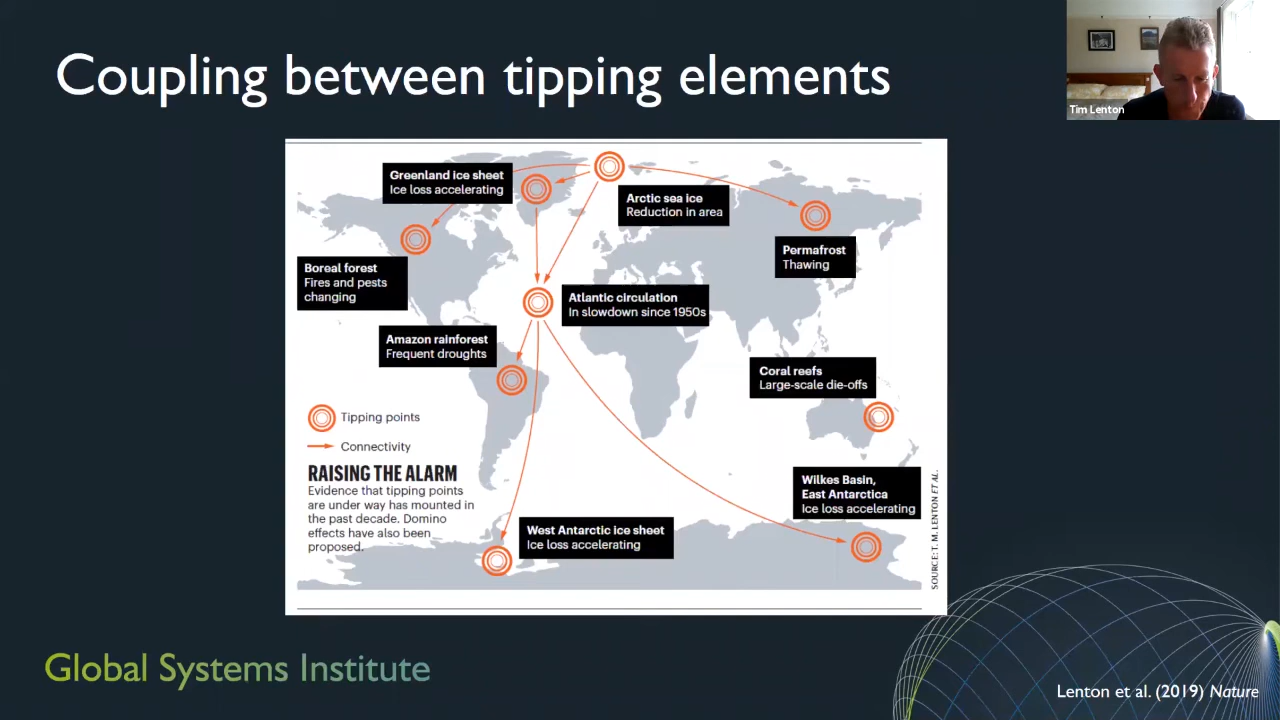 Coupling between tipping elements
Tim Lenton
Greenland ice sheet
Ice loss accelerating
Arctic sea ice
Reduction in area
Permafrost
Thawing
Boreal forest
Fires and pests
changing
Atlantic circulation
In slowdown since 1950s
Amazon rainforest
Frequent droughts
Coral reefs
Large-scale die-offs
Tipping points
Connectivity
RAISING THE ALARM
Evidence that tipping points
are under way has mounted in
the past decade. Domino
effects have also been
proposed.
Wilkes Basin,
East Antarctica
Ice loss accelerating
West Antarctic ice sheet
Ice loss accelerating
SOURCE: T. M. LENTON ET AL.
Global Systems Institute
Lenton et al. (2019) Nature